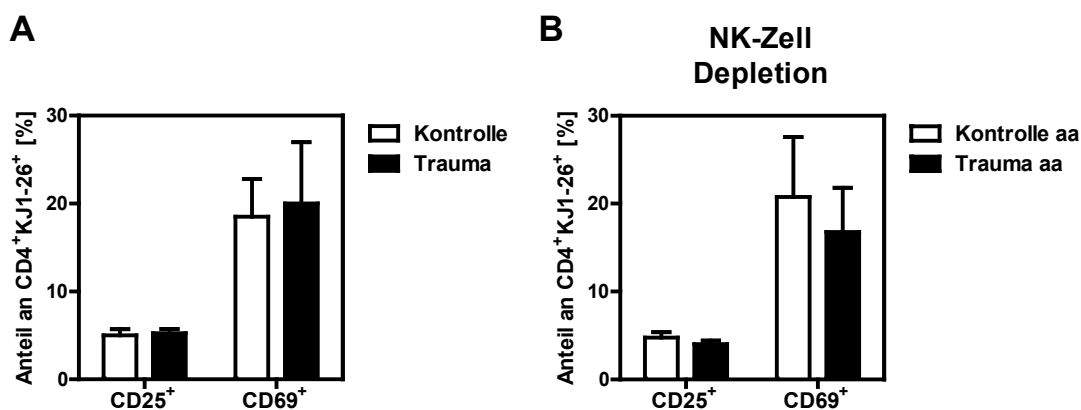 A
Anteil an CD4⁺KJ1-26⁺ [%]
30
20
10
0
CD25⁺
CD69⁺
Kontrolle
Trauma
B
NK-Zell
Depletion
Anteil an CD4⁺KJ1-26⁺ [%]
30
20
10
0
CD25⁺
CD69⁺
Kontrolle aa
Trauma aa